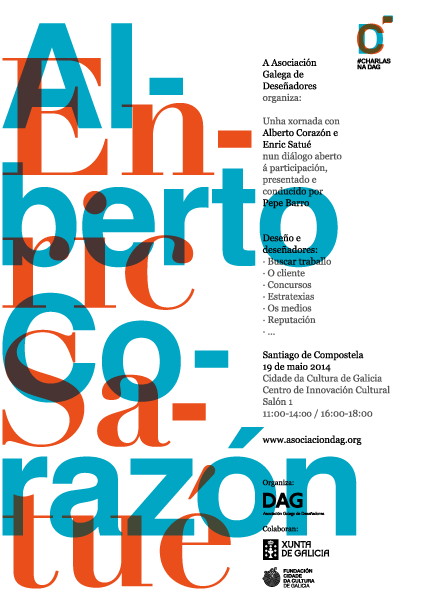 Al-
berto
Co-
razón
En-
ric
Sa-
tué
#CHARLAS
NA DAG
A Asociación
Galega de
Deseñadores
organiza:
Unha xornada con
Alberto Corazón e
Enric Satué
nun diálogo aberto
á participación,
presentado e
conducido por
Pepe Barro
Deseño e
deseñadores:
· Buscar traballo
· O cliente
· Concursos
· Estratexias
· Os medios
· Reputación
· ...
Santiago de Compostela
19 de maio 2014
Cidade da Cultura de Galicia
Centro de Innovación Cultural
Salón 1
11:00-14:00 / 16:00-18:00
www.asociaciondag.org
Organiza:
DAG
Asociación Galega de Deseñadores
Colaboran:
XUNTA
DE GALICIA
FUNDACIÓN
CIDADE
DA CULTURA
DE GALICIA